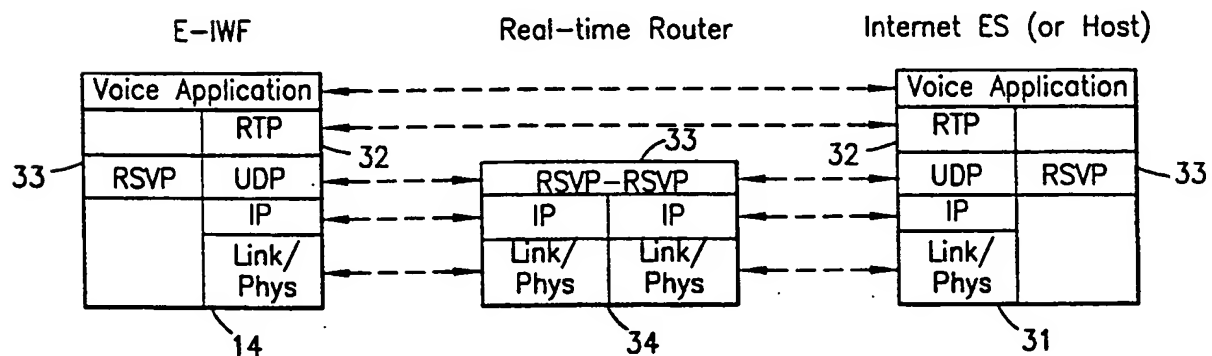 E-IWF Real-time Router Internet ES (or Host)
Voice Application Voice Application
RTP RTP
33 32 33 32 33
RSVP UDP RSVP-RSVP UDP RSVP
IP IP IP IP
Link/ Link/ Link/ Link/
Phys Phys Phys Phys
14 34 31